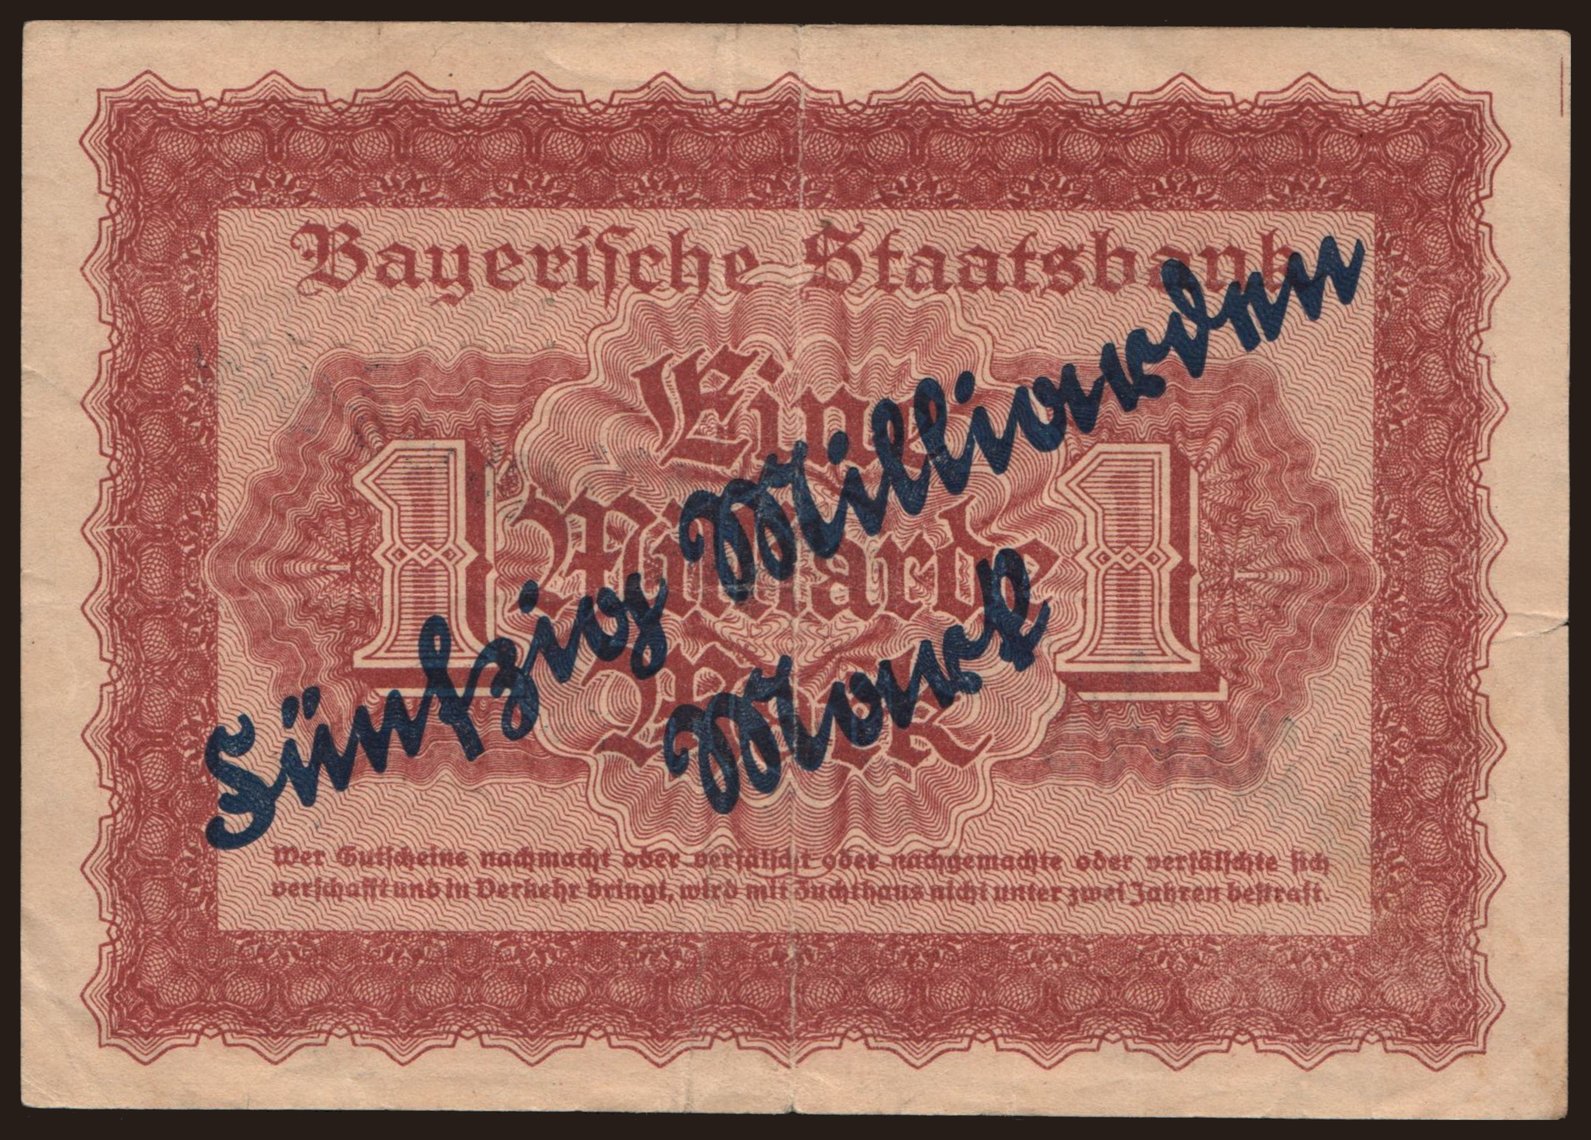 Bayerische Staatsbank
Eine
1 Milliarde 1
Mark
Fünfzig Milliarden
Mark
Wer Gutscheine nachmacht oder verfälscht oder nachgemachte oder verfälschte sich
verschafft und in Verkehr bringt, wird mit Zuchthaus nicht unter zwei Jahren bestraft.